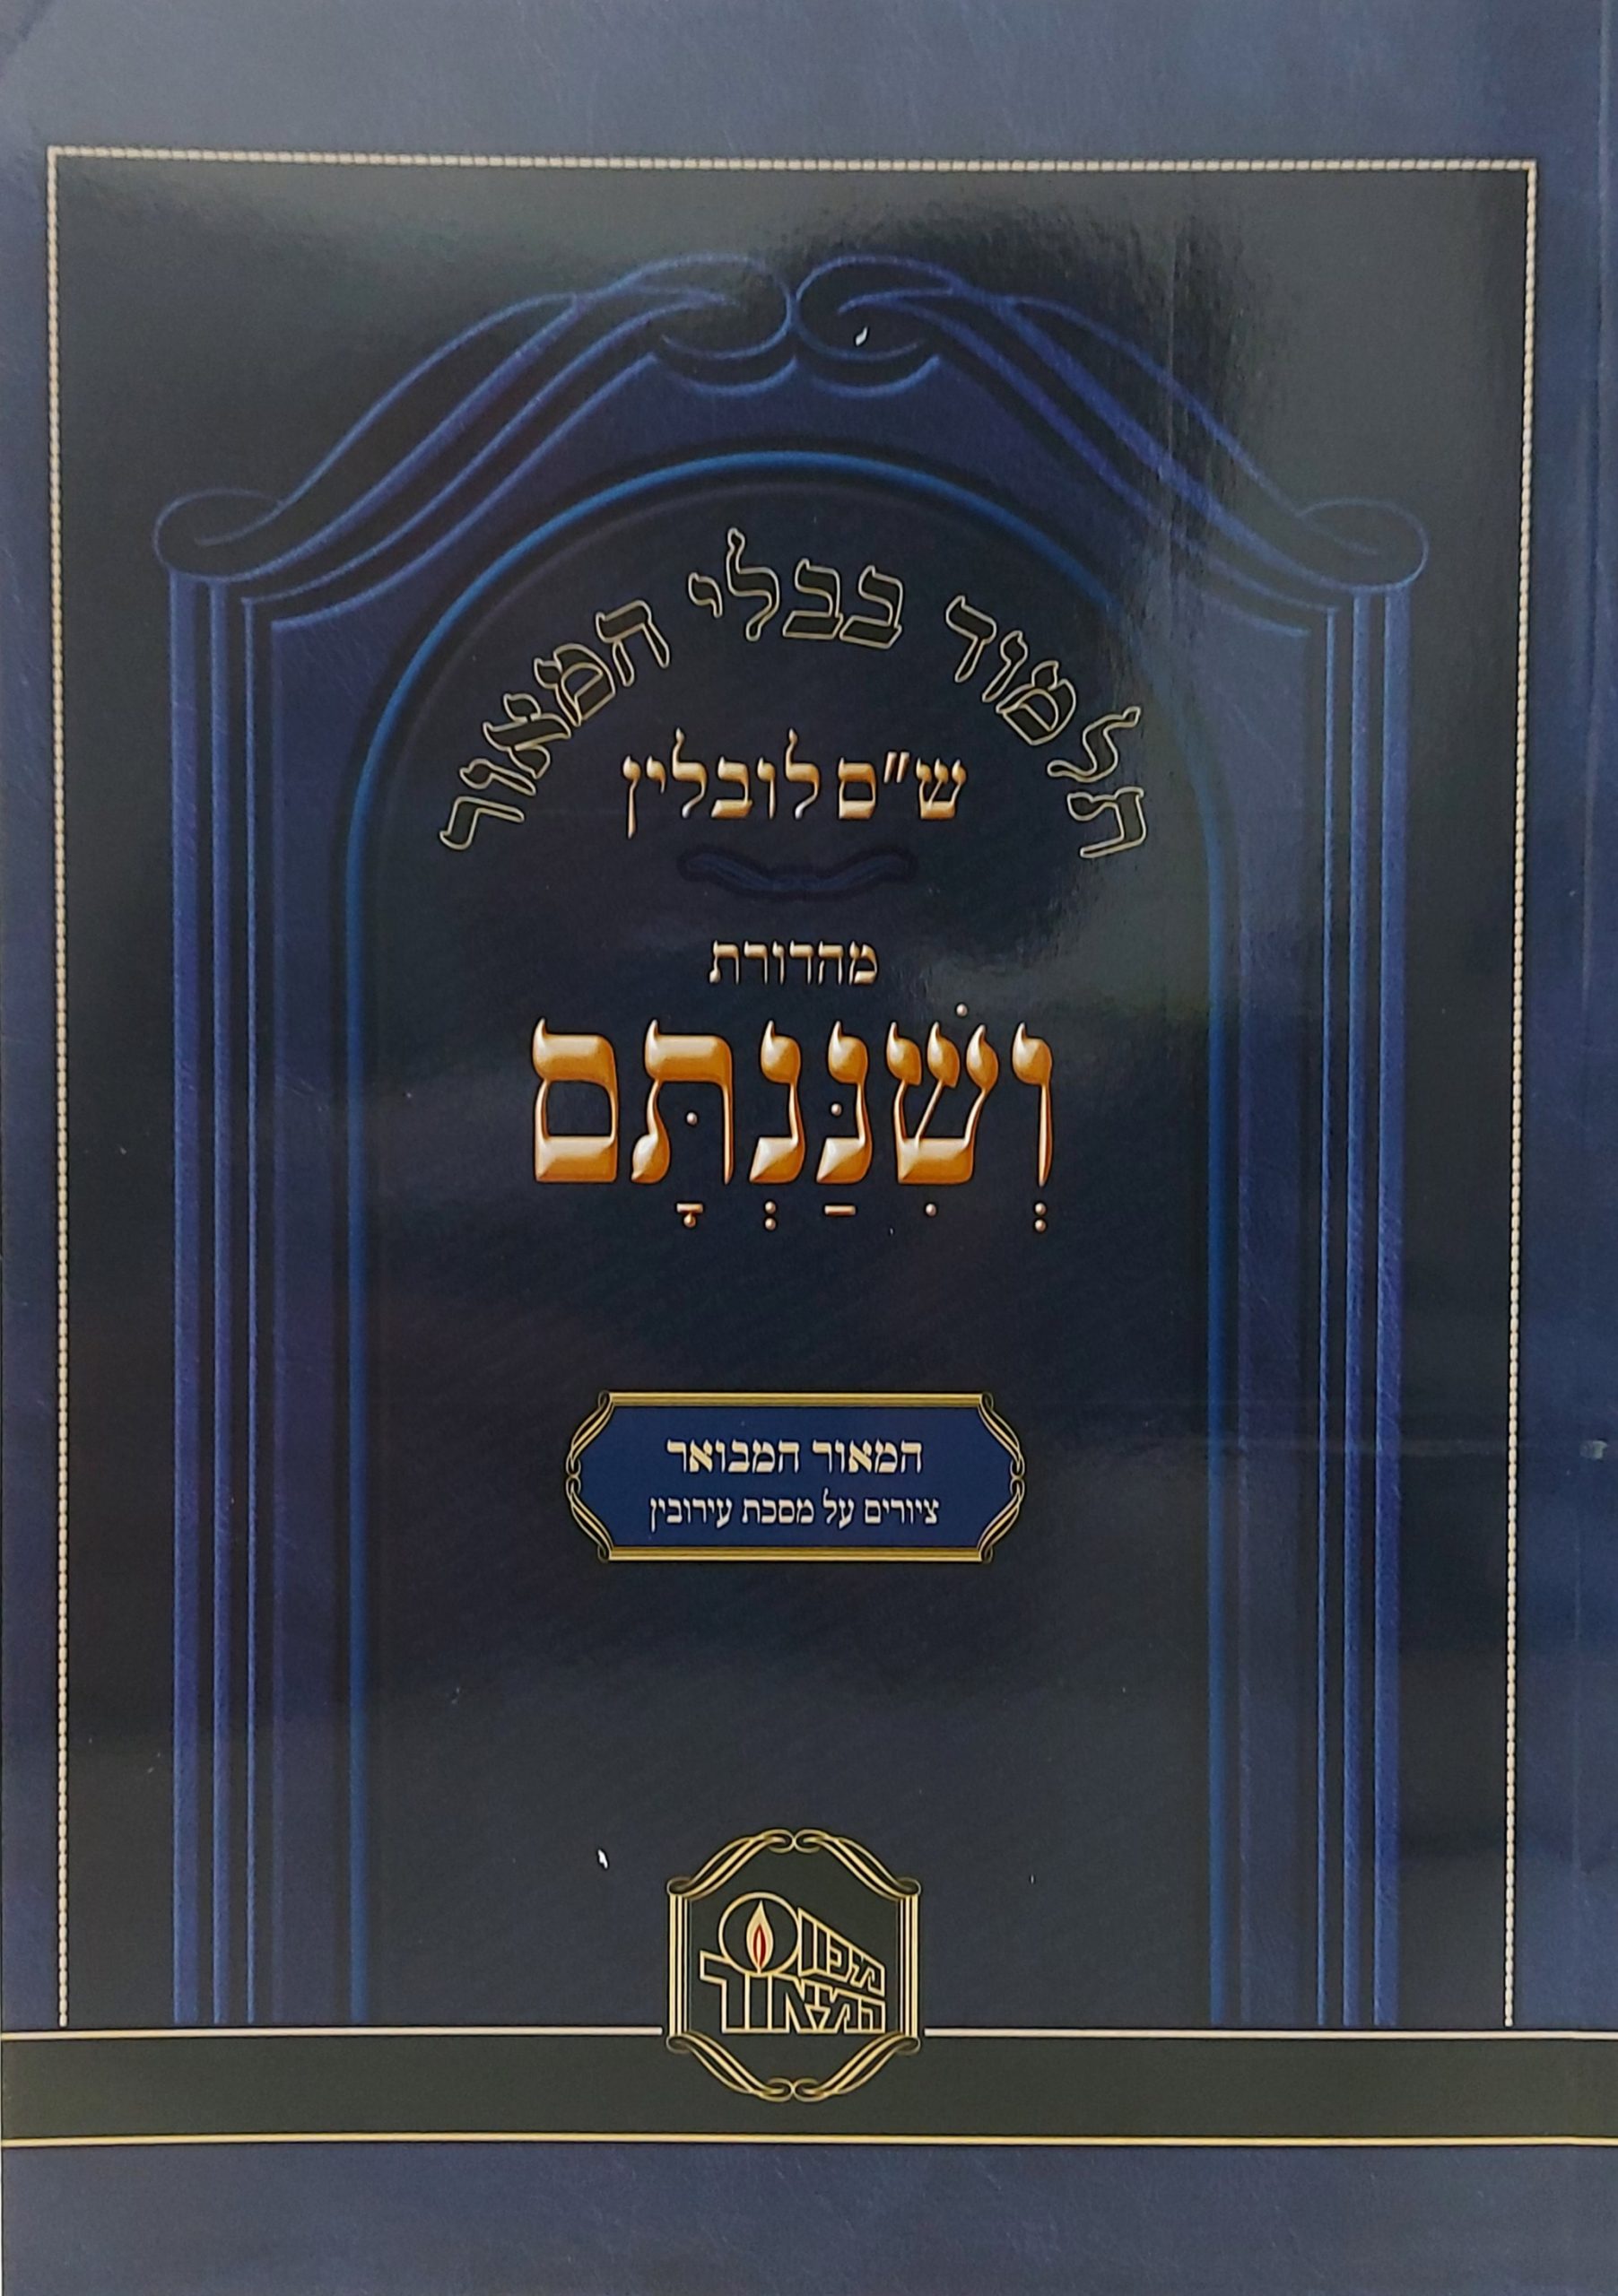 תלמוד בבלי המאור
ש"ס לובלין
מהדורת
וְשִׁנַּנְתָּם
המאור המבואר
ציורים על מסכת עירובין
מכון
המאור